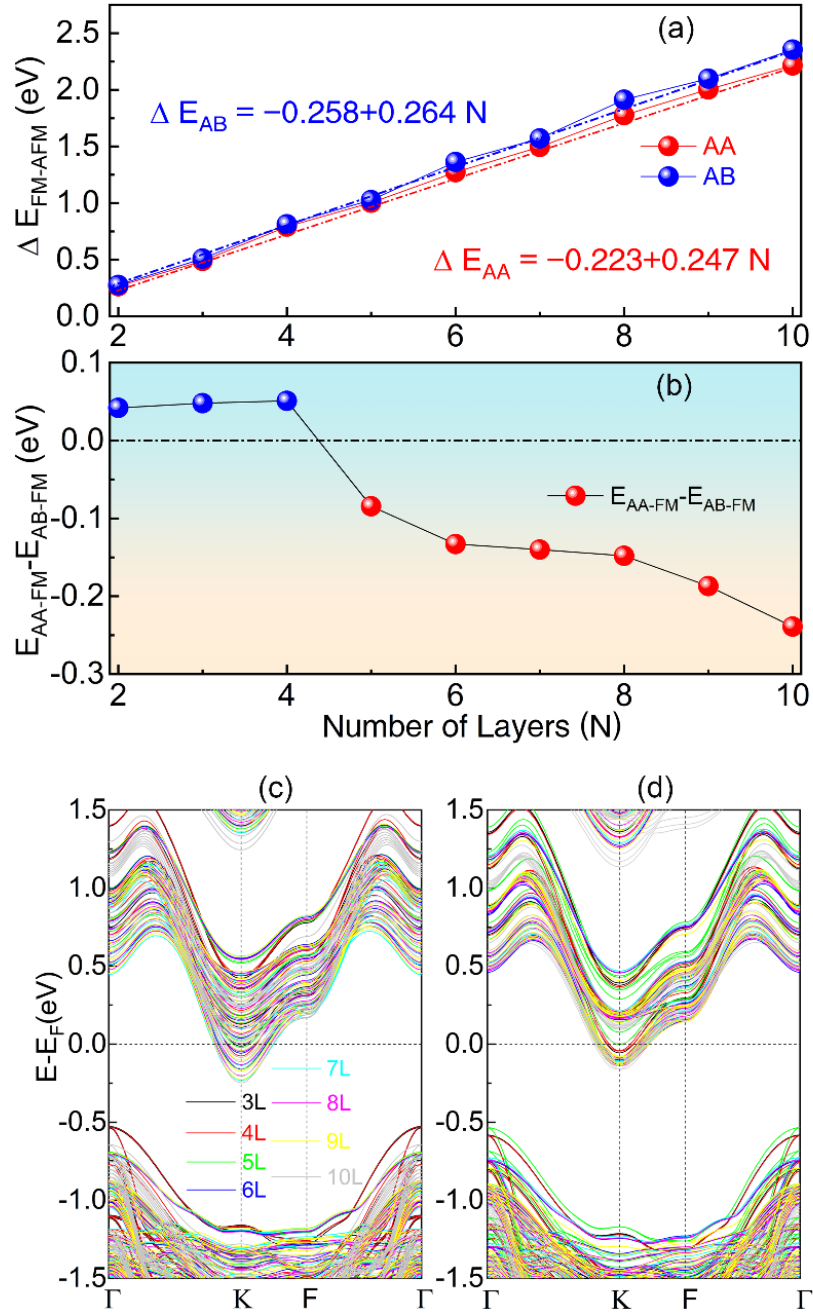 (a)
Δ E_FM-AFM (eV)
2.5
2.0
1.5
1.0
0.5
0.0
Δ E_AB = −0.258+0.264 N
AA
AB
Δ E_AA = −0.223+0.247 N
2 4 6 8 10
(b)
E_AA-FM-E_AB-FM (eV)
0.1
0.0
-0.1
-0.2
-0.3
E_AA-FM-E_AB-FM
2 4 6 8 10
Number of Layers (N)
(c)
E-E_F(eV)
1.5
1.0
0.5
0.0
-0.5
-1.0
-1.5
3L
4L
5L
6L
7L
8L
9L
10L
Γ K F Γ
(d)
1.5
1.0
0.5
0.0
-0.5
-1.0
-1.5
Γ K F Γ